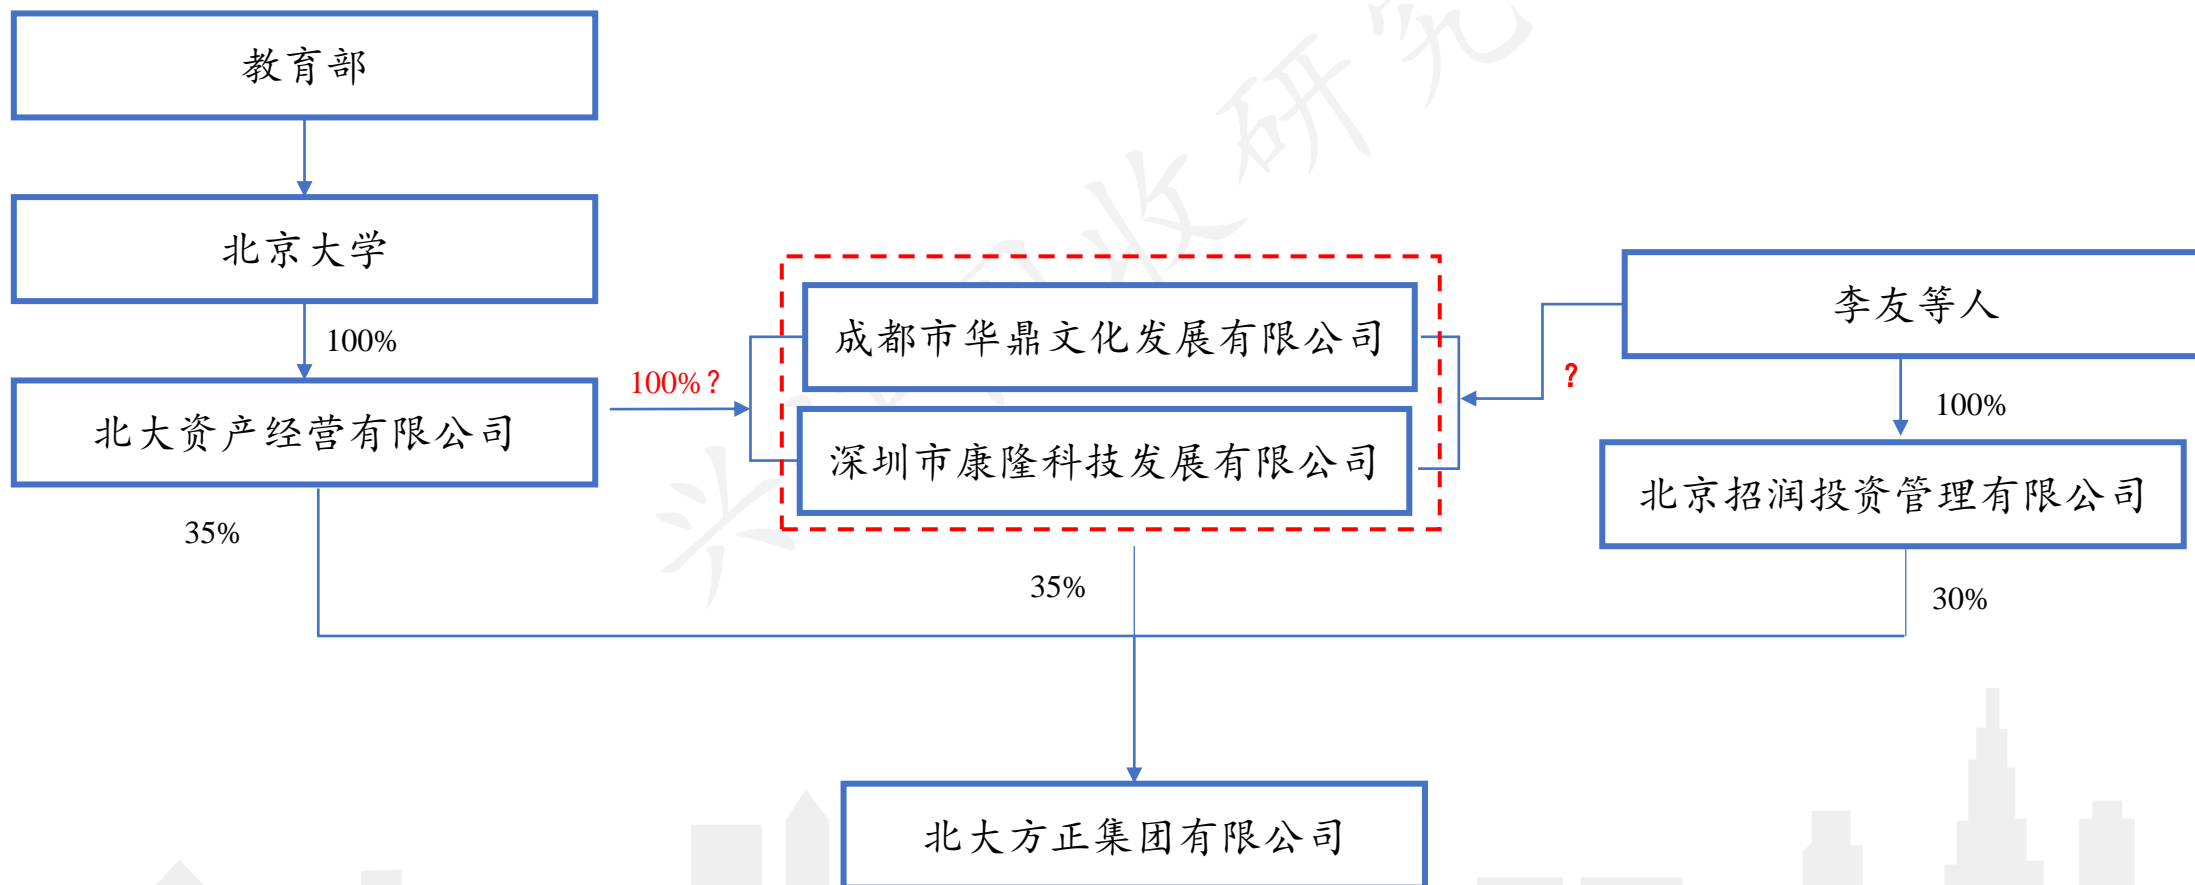 教育部
北京大学
100%
北大资产经营有限公司
35%
100%?
成都市华鼎文化发展有限公司
深圳市康隆科技发展有限公司
35%
?
李友等人
100%
北京招润投资管理有限公司
30%
北大方正集团有限公司